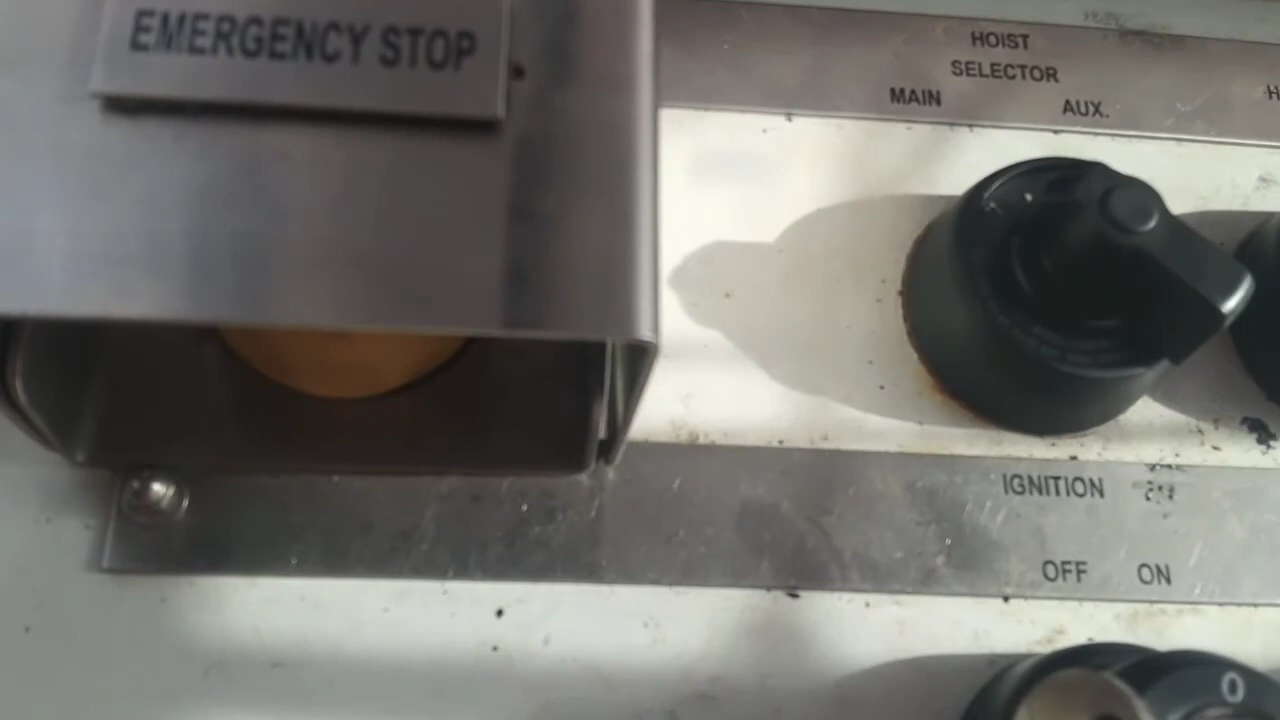 EMERGENCY STOP
HOIST
SELECTOR
MAIN AUX.
IGNITION
OFF ON
0